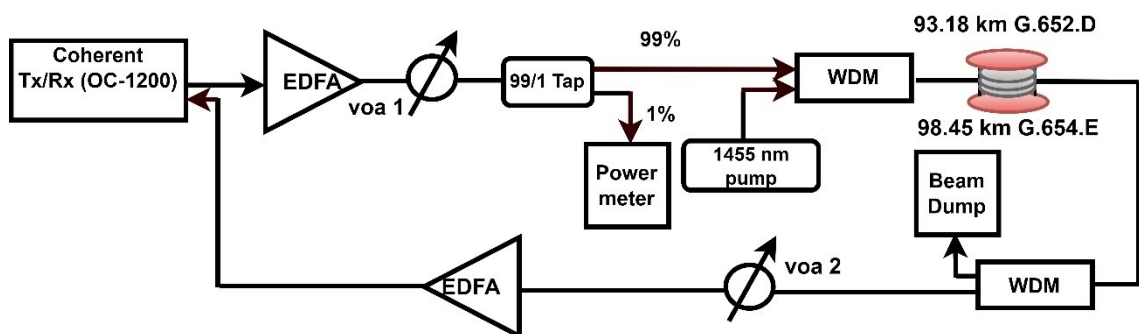 Coherent
Tx/Rx (OC-1200)
EDFA
voa 1
99/1 Tap
99%
1%
Power
meter
1455 nm
pump
WDM
93.18 km G.652.D
98.45 km G.654.E
Beam
Dump
WDM
voa 2
EDFA